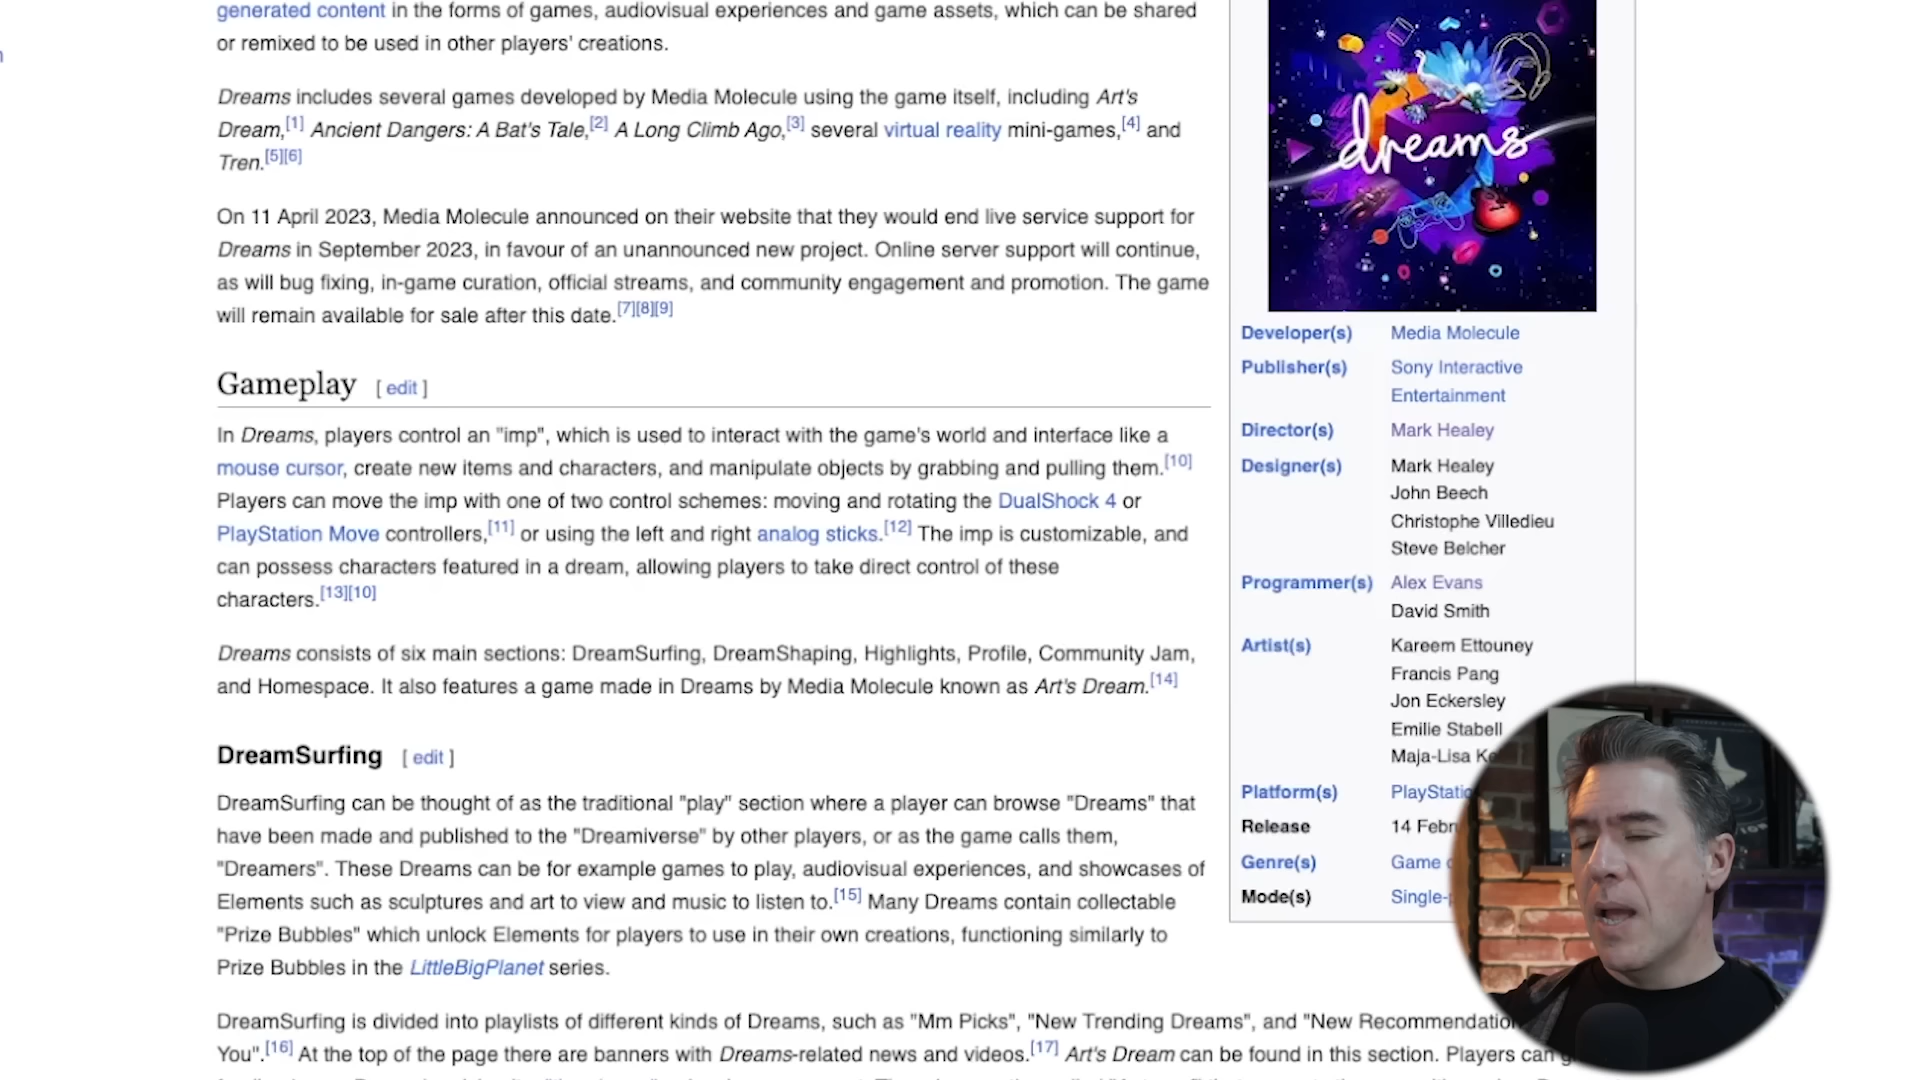 generated content in the forms of games, audiovisual experiences and game assets, which can be shared
or remixed to be used in other players' creations.
Dreams includes several games developed by Media Molecule using the game itself, including Art's
Dream,[1] Ancient Dangers: A Bat's Tale,[2] A Long Climb Ago,[3] several virtual reality mini-games,[4] and
Tren.[5][6]
On 11 April 2023, Media Molecule announced on their website that they would end live service support for
Dreams in September 2023, in favour of an unannounced new project. Online server support will continue,
as will bug fixing, in-game curation, official streams, and community engagement and promotion. The game
will remain available for sale after this date.[7][8][9]
Gameplay [ edit ]
In Dreams, players control an "imp", which is used to interact with the game's world and interface like a
mouse cursor, create new items and characters, and manipulate objects by grabbing and pulling them.[10]
Players can move the imp with one of two control schemes: moving and rotating the DualShock 4 or
PlayStation Move controllers,[11] or using the left and right analog sticks.[12] The imp is customizable, and
can possess characters featured in a dream, allowing players to take direct control of these
characters.[13][10]
Dreams consists of six main sections: DreamSurfing, DreamShaping, Highlights, Profile, Community Jam,
and Homespace. It also features a game made in Dreams by Media Molecule known as Art's Dream.[14]
DreamSurfing [ edit ]
DreamSurfing can be thought of as the traditional "play" section where a player can browse "Dreams" that
have been made and published to the "Dreamiverse" by other players, or as the game calls them,
"Dreamers". These Dreams can be for example games to play, audiovisual experiences, and showcases of
Elements such as sculptures and art to view and music to listen to.[15] Many Dreams contain collectable
"Prize Bubbles" which unlock Elements for players to use in their own creations, functioning similarly to
Prize Bubbles in the LittleBigPlanet series.
DreamSurfing is divided into playlists of different kinds of Dreams, such as "Mm Picks", "New Trending Dreams", and "New Recommendatio
You".[16] At the top of the page there are banners with Dreams-related news and videos.[17] Art's Dream can be found in this section. Players can
dreams
Developer(s) Media Molecule
Publisher(s) Sony Interactive
Entertainment
Director(s) Mark Healey
Designer(s) Mark Healey
John Beech
Christophe Villedieu
Steve Belcher
Programmer(s) Alex Evans
David Smith
Artist(s) Kareem Ettouney
Francis Pang
Jon Eckersley
Emilie Stabell
Maja-Lisa
Platform(s) PlayStatio
Release 14 Febr
Genre(s) Game
Mode(s) Single-